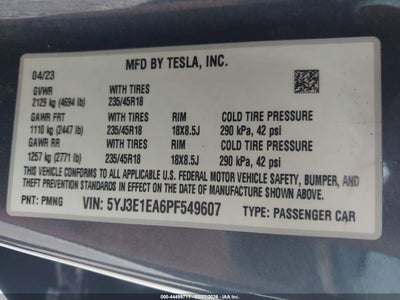 MFD BY TESLA, INC.
04/23
GVWR WITH TIRES
2129 kg (4694 lb) 235/45R18
GAWR FRT WITH TIRES RIM COLD TIRE PRESSURE
1110 kg (2447 lb) 235/45R18 18X8.5J 290 kPa, 42 psi
GAWR RR WITH TIRES RIM COLD TIRE PRESSURE
1257 kg (2771 lb) 235/45R18 18X8.5J 290 kPa, 42 psi
THIS VEHICLE CONFORMS TO ALL APPLICABLE
U.S. FEDERAL MOTOR VEHICLE SAFETY, BUMPER, AND
THEFT PREVENTION STANDARDS IN EFFECT ON THE
DATE OF MANUFACTURE SHOWN ABOVE.
PNT: PMNG VIN: 5YJ3E1EA6PF549607 TYPE: PASSENGER CAR